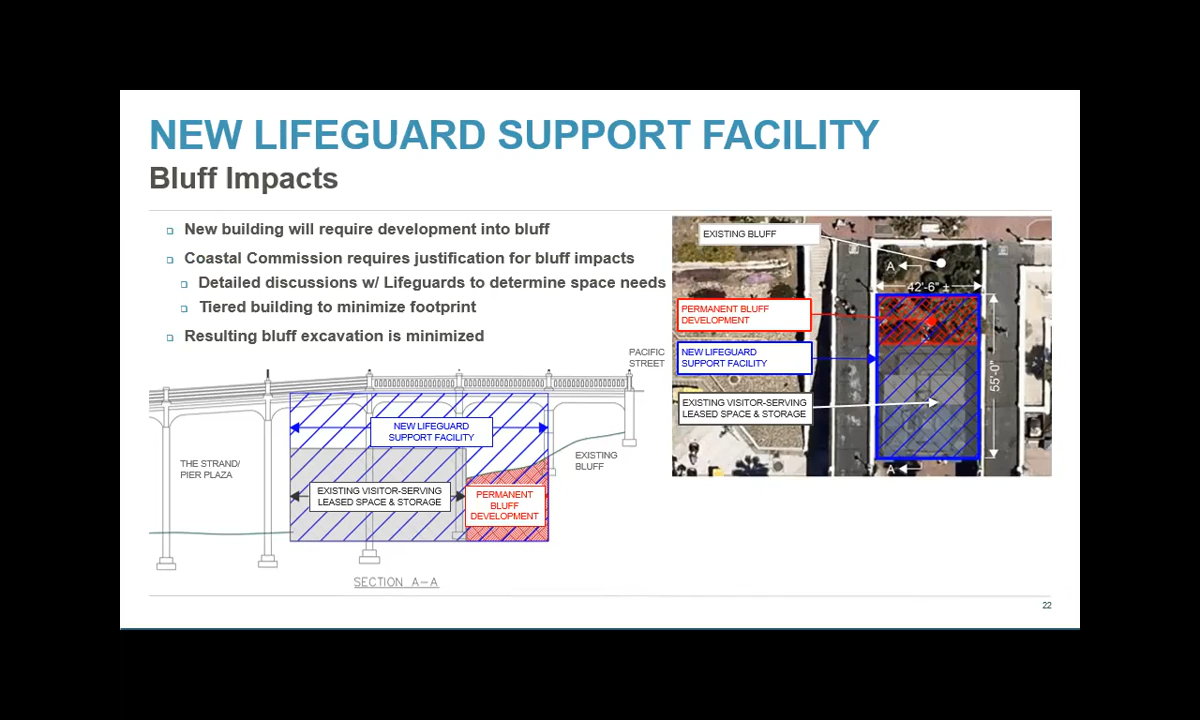 NEW LIFEGUARD SUPPORT FACILITY
Bluff Impacts
New building will require development into bluff
Coastal Commission requires justification for bluff impacts
Detailed discussions w/ Lifeguards to determine space needs
Tiered building to minimize footprint
Resulting bluff excavation is minimized
PACIFIC
STREET
NEW LIFEGUARD
SUPPORT FACILITY
THE STRAND/
PIER PLAZA
EXISTING
BLUFF
EXISTING VISITOR-SERVING
LEASED SPACE & STORAGE
PERMANENT
BLUFF
DEVELOPMENT
SECTION A-A
EXISTING BLUFF
A
42'-6" ±
PERMANENT BLUFF
DEVELOPMENT
NEW LIFEGUARD
SUPPORT FACILITY
55'-0"
EXISTING VISITOR-SERVING
LEASED SPACE & STORAGE
A
22